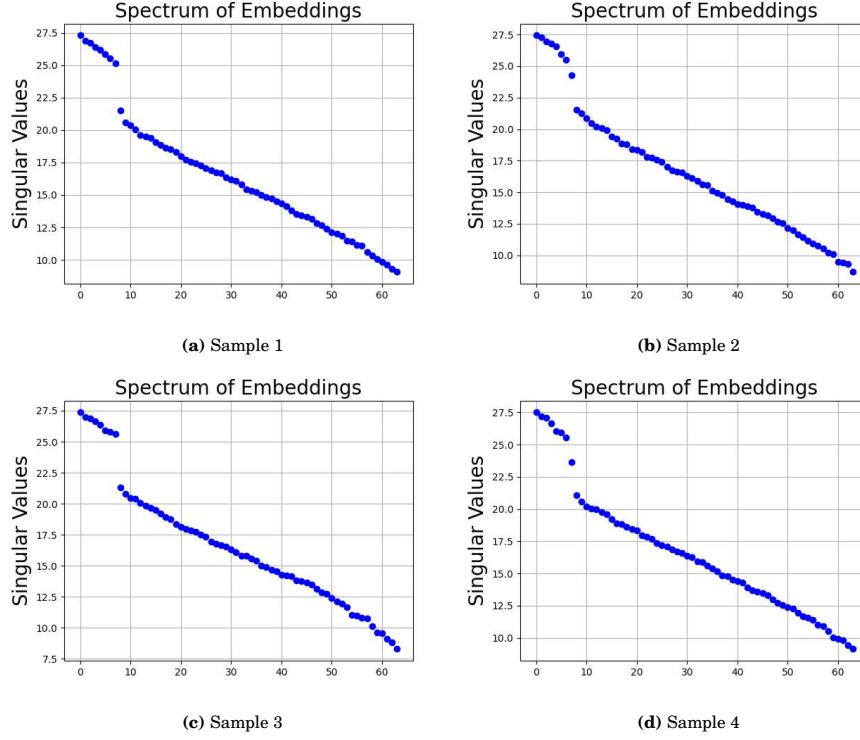 Spectrum of Embeddings
Singular Values
27.5
25.0
22.5
20.0
17.5
15.0
12.5
10.0
0 10 20 30 40 50 60
(a) Sample 1
Spectrum of Embeddings
Singular Values
27.5
25.0
22.5
20.0
17.5
15.0
12.5
10.0
0 10 20 30 40 50 60
(b) Sample 2
Spectrum of Embeddings
Singular Values
27.5
25.0
22.5
20.0
17.5
15.0
12.5
10.0
7.5
0 10 20 30 40 50 60
(c) Sample 3
Spectrum of Embeddings
Singular Values
27.5
25.0
22.5
20.0
17.5
15.0
12.5
10.0
0 10 20 30 40 50 60
(d) Sample 4